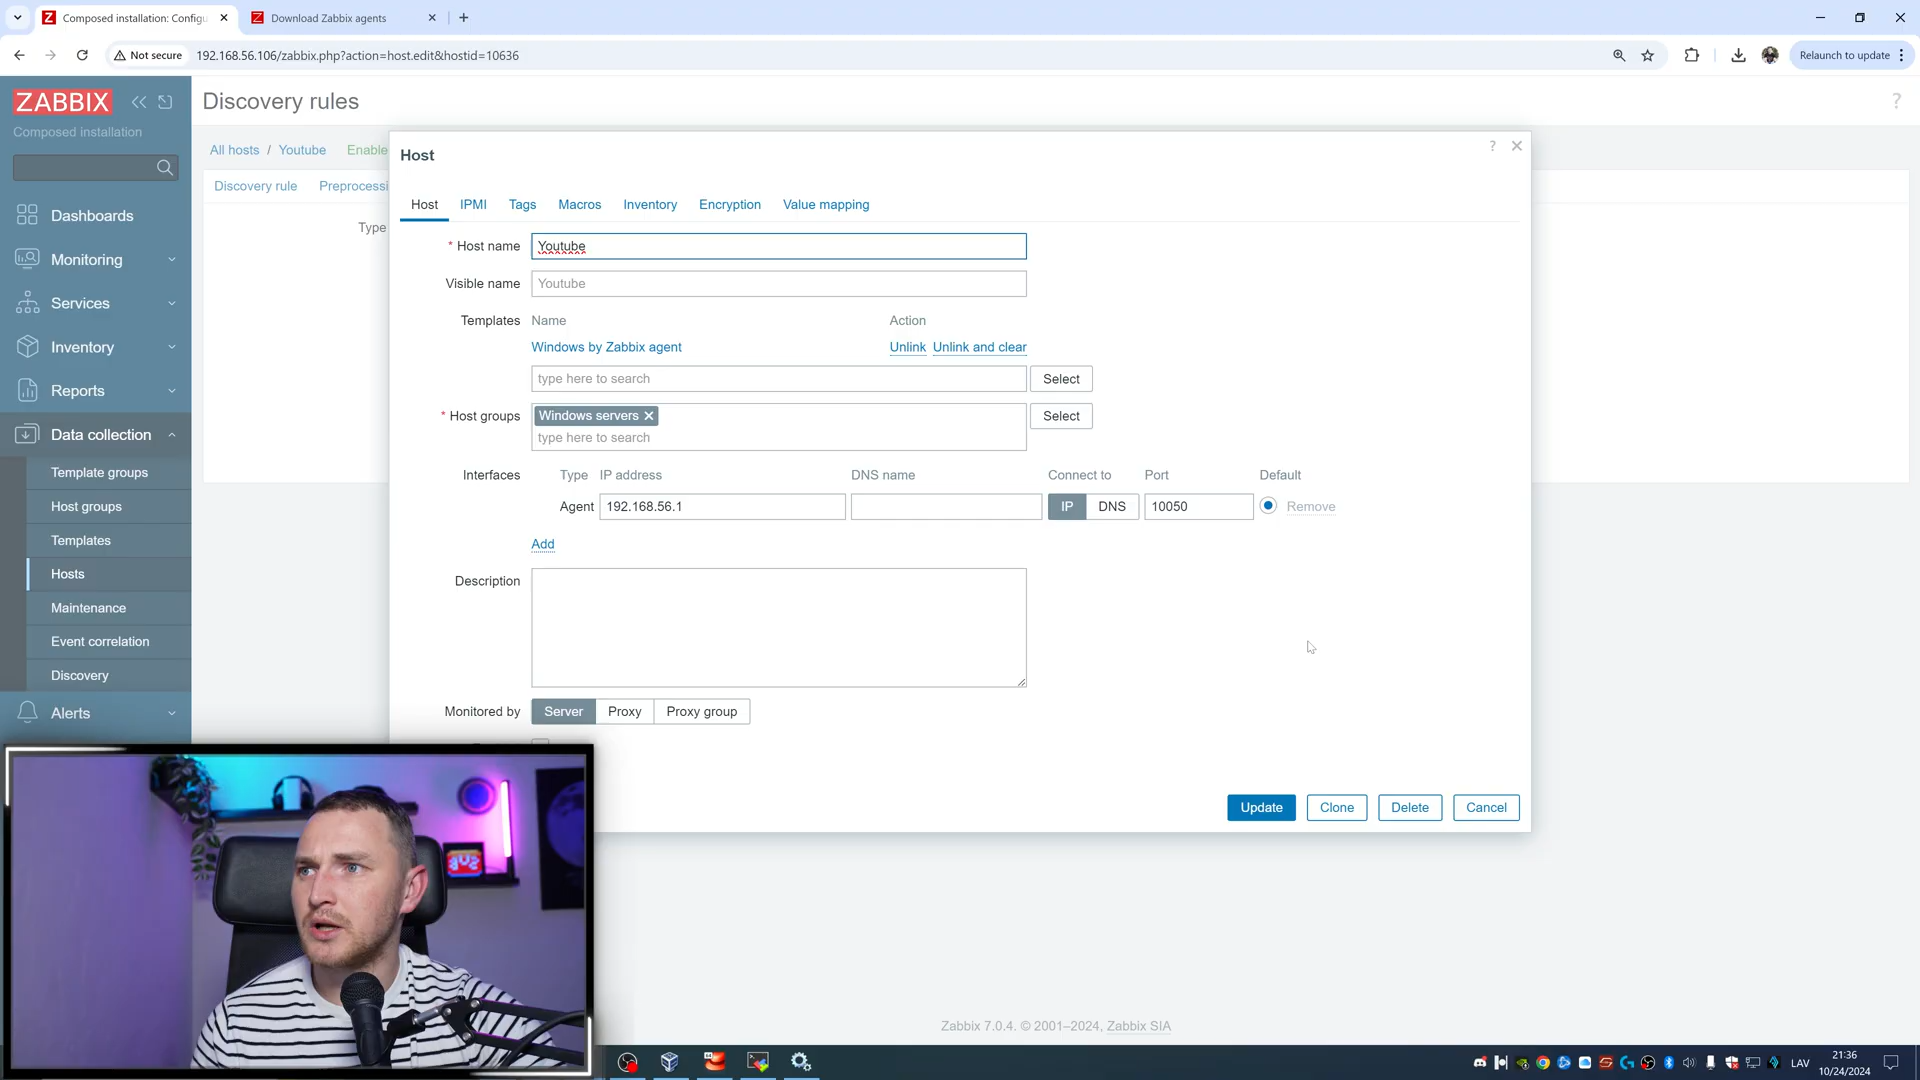 Composed installation: Configu
Download Zabbix agents
Not secure
192.168.56.106/zabbix.php?action=host.edit&hostid=10636
Relaunch to update
ZABBIX
Composed installation
Dashboards
Monitoring
Services
Inventory
Reports
Data collection
Template groups
Host groups
Templates
Hosts
Maintenance
Event correlation
Discovery
Alerts
Discovery rules
?
All hosts / Youtube Enable
Discovery rule Preprocessi
Type
Host
?
Host IPMI Tags Macros Inventory Encryption Value mapping
* Host name Youtube
Visible name Youtube
Templates Name Action
Windows by Zabbix agent Unlink Unlink and clear
type here to search Select
* Host groups Windows servers Select
type here to search
Interfaces Type IP address DNS name Connect to Port Default
Agent 192.168.56.1 IP DNS 10050 Remove
Add
Description
Monitored by Server Proxy Proxy group
Update Clone Delete Cancel
Zabbix 7.0.4. © 2001–2024, Zabbix SIA
LAV
21:36
10/24/2024